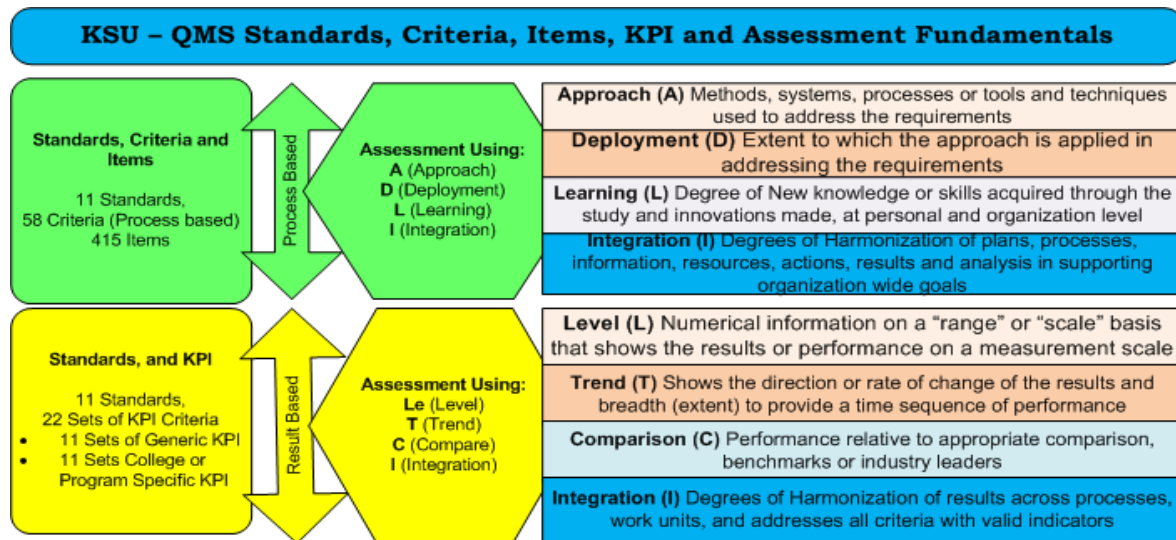 KSU – QMS Standards, Criteria, Items, KPI and Assessment Fundamentals
Standards, Criteria and
Items
11 Standards,
58 Criteria (Process based)
415 Items
Process Based
Assessment Using:
A (Approach)
D (Deployment)
L (Learning)
I (Integration)
Approach (A) Methods, systems, processes or tools and techniques
used to address the requirements
Deployment (D) Extent to which the approach is applied in
addressing the requirements
Learning (L) Degree of New knowledge or skills acquired through the
study and innovations made, at personal and organization level
Integration (I) Degrees of Harmonization of plans, processes,
information, resources, actions, results and analysis in supporting
organization wide goals
Standards, and KPI
11 Standards,
22 Sets of KPI Criteria
• 11 Sets of Generic KPI
• 11 Sets College or
Program Specific KPI
Result Based
Assessment Using:
Le (Level)
T (Trend)
C (Compare)
I (Integration)
Level (L) Numerical information on a “range” or “scale” basis
that shows the results or performance on a measurement scale
Trend (T) Shows the direction or rate of change of the results and
breadth (extent) to provide a time sequence of performance
Comparison (C) Performance relative to appropriate comparison,
benchmarks or industry leaders
Integration (I) Degrees of Harmonization of results across processes,
work units, and addresses all criteria with valid indicators